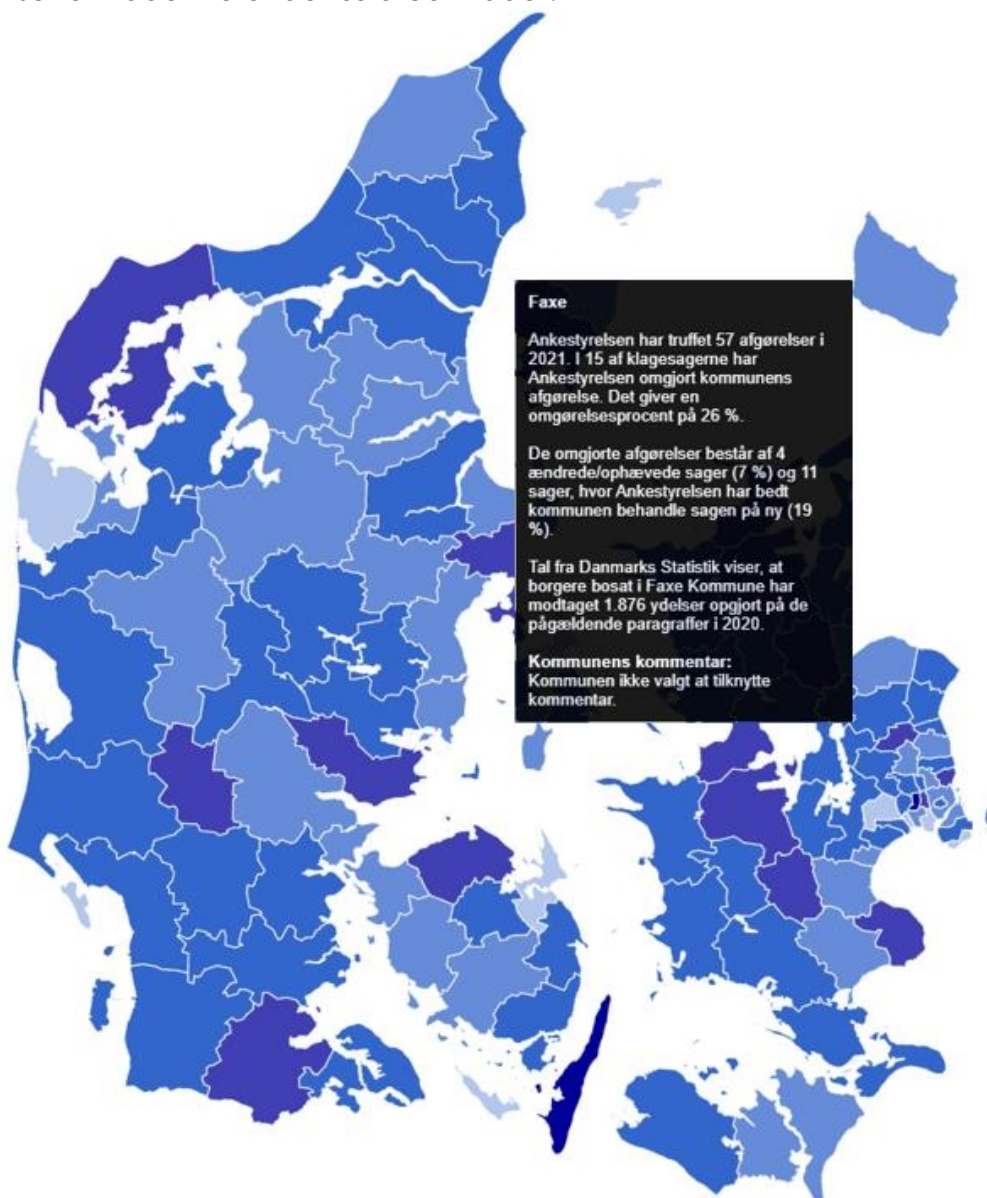 Faxe
Ankestyrelsen har truffet 57 afgørelser i
2021. I 15 af klagesagerne har
Ankestyrelsen omgjort kommunens
afgørelse. Det giver en
omgørelsesprocent på 26 %.
De omgjorte afgørelser består af 4
ændrede/ophævede sager (7 %) og 11
sager, hvor Ankestyrelsen har bedt
kommunen behandle sagen på ny (19
%).
Tal fra Danmarks Statistik viser, at
borgere bosat i Faxe Kommune har
modtaget 1.876 ydelser opgjort på de
pågældende paragraffer i 2020.
Kommunens kommentar:
Kommunen ikke valgt at tilknytte
kommentar.